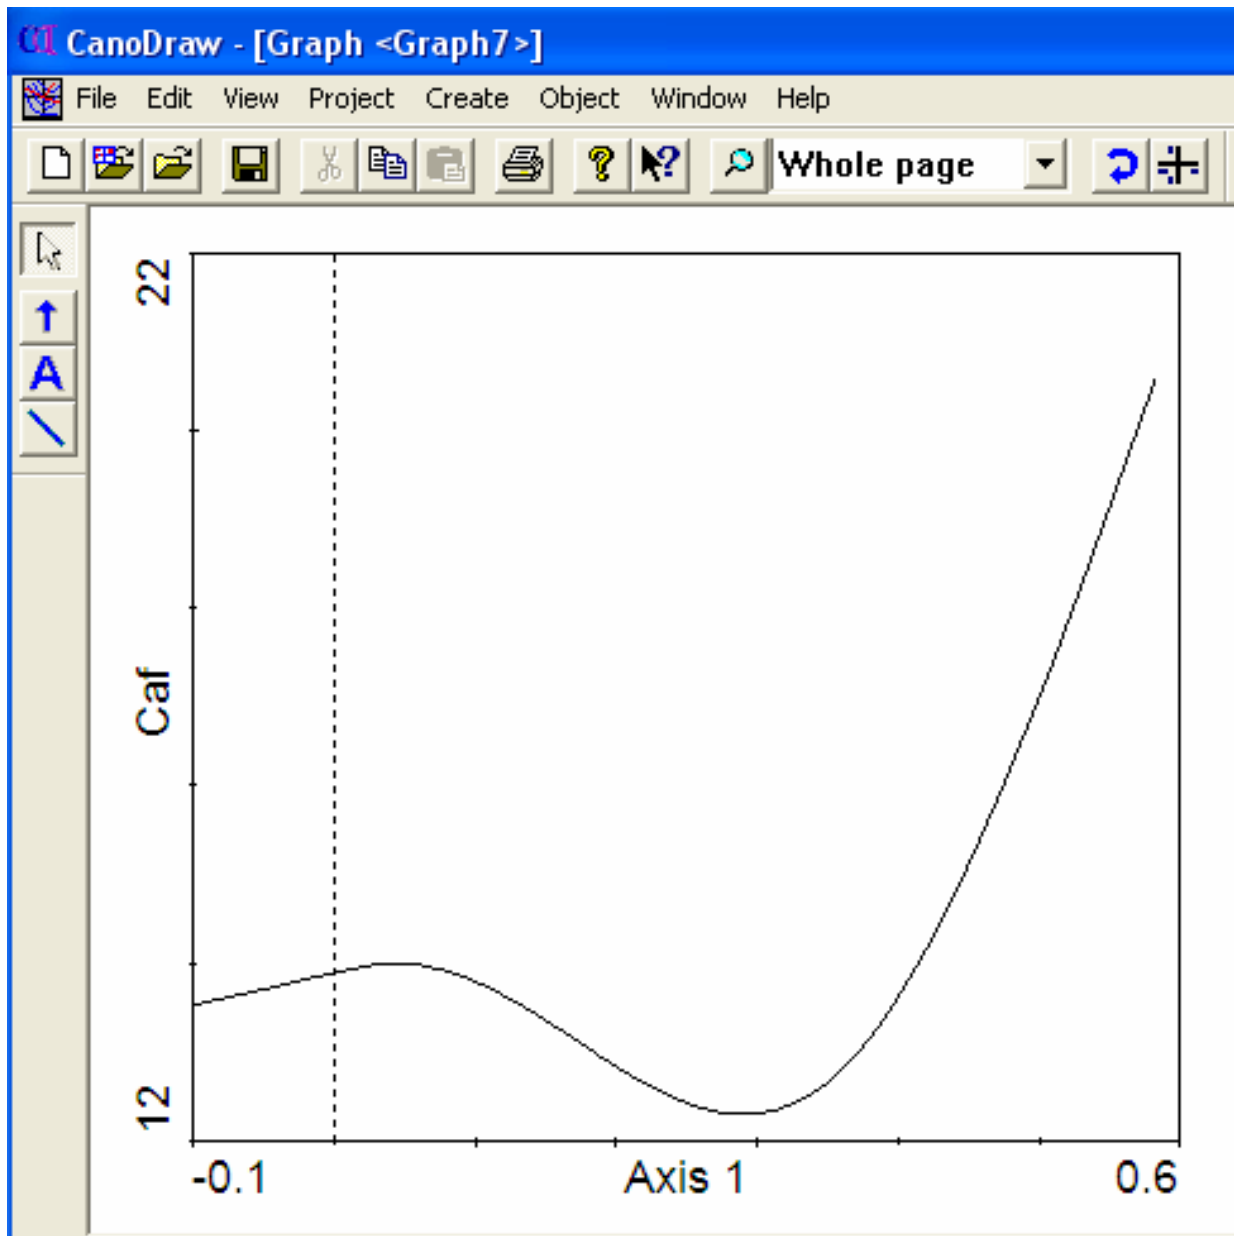 CanoDraw - [Graph <Graph7>]
File Edit View Project Create Object Window Help
Whole page
A
22
Caf
12
-0.1 Axis 1 0.6